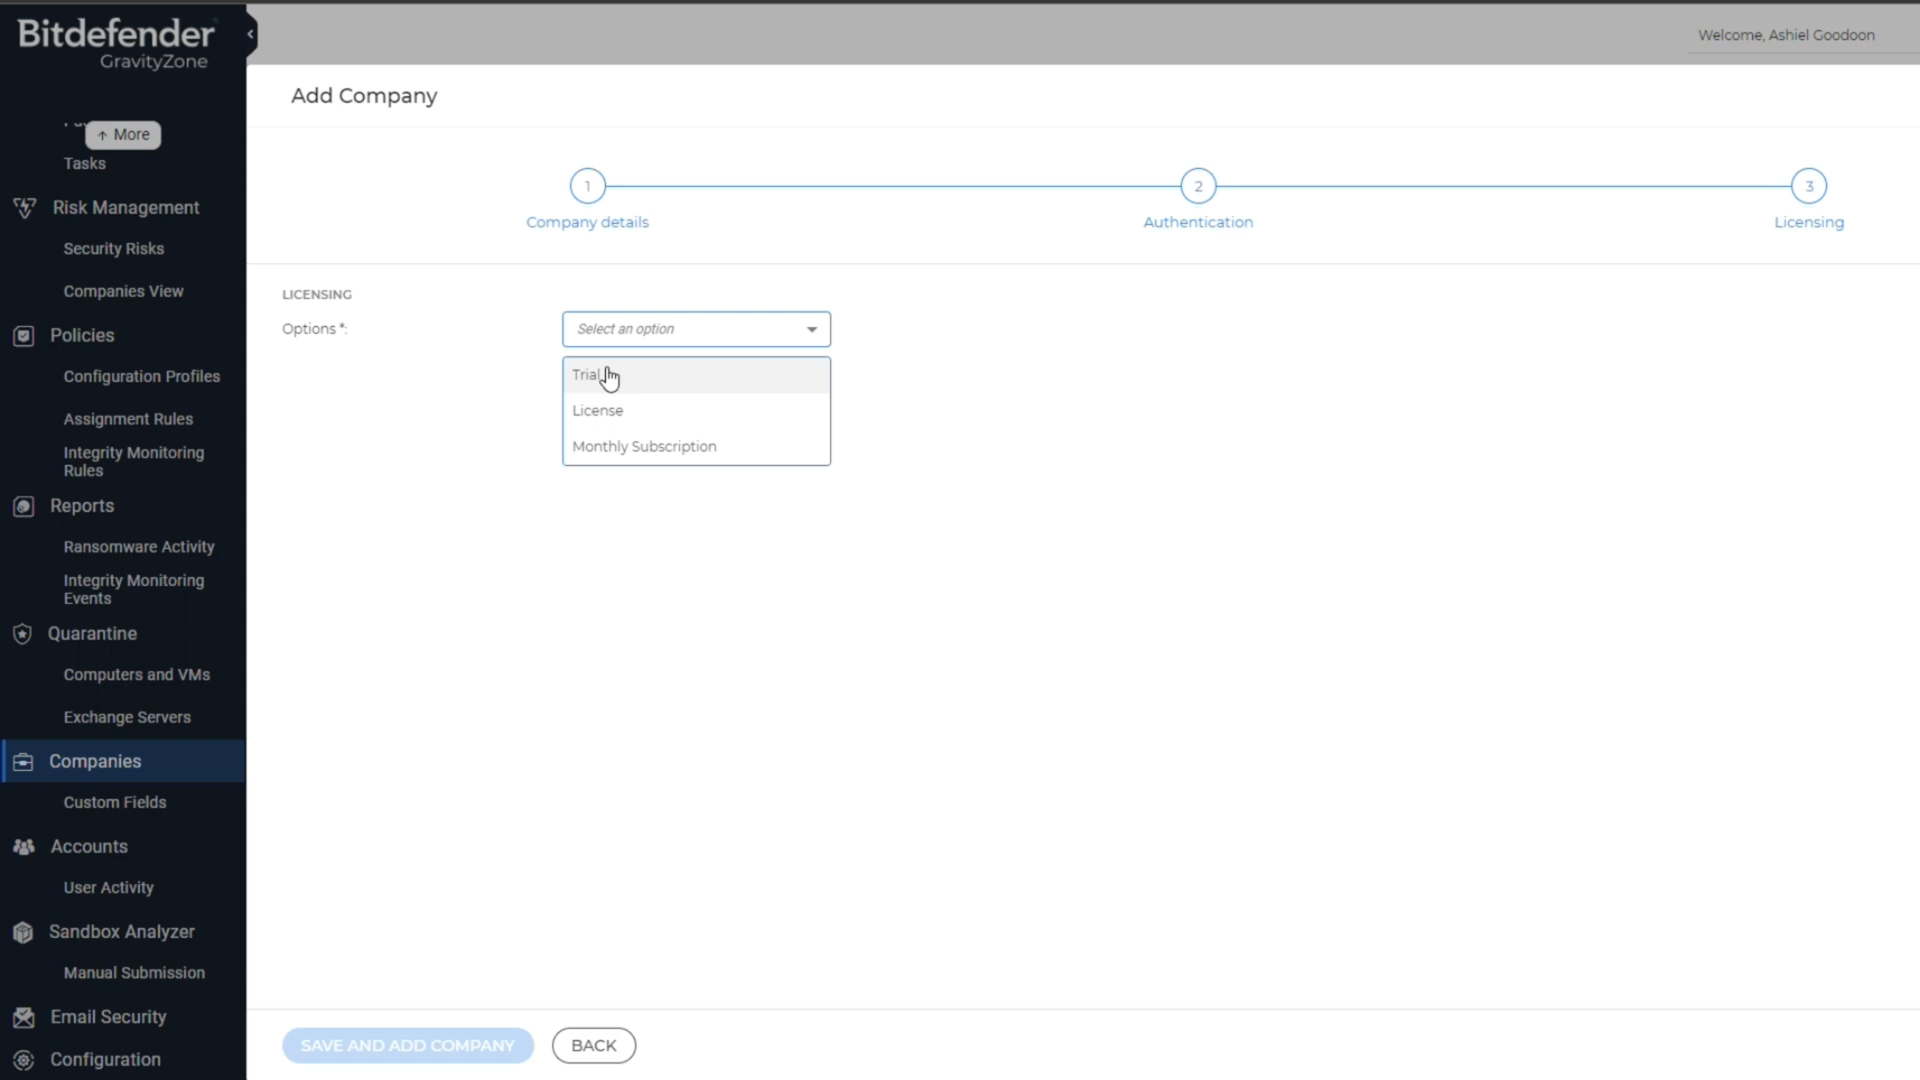 Bitdefender
GravityZone
Welcome, Ashiel Goodoon
Add Company
↑ More
Tasks
Risk Management
Security Risks
Companies View
Policies
Configuration Profiles
Assignment Rules
Integrity Monitoring
Rules
Reports
Ransomware Activity
Integrity Monitoring
Events
Quarantine
Computers and VMs
Exchange Servers
Companies
Custom Fields
Accounts
User Activity
Sandbox Analyzer
Manual Submission
Email Security
Configuration
1
Company details
2
Authentication
3
Licensing
LICENSING
Options *:
Select an option
Trial
License
Monthly Subscription
SAVE AND ADD COMPANY
BACK